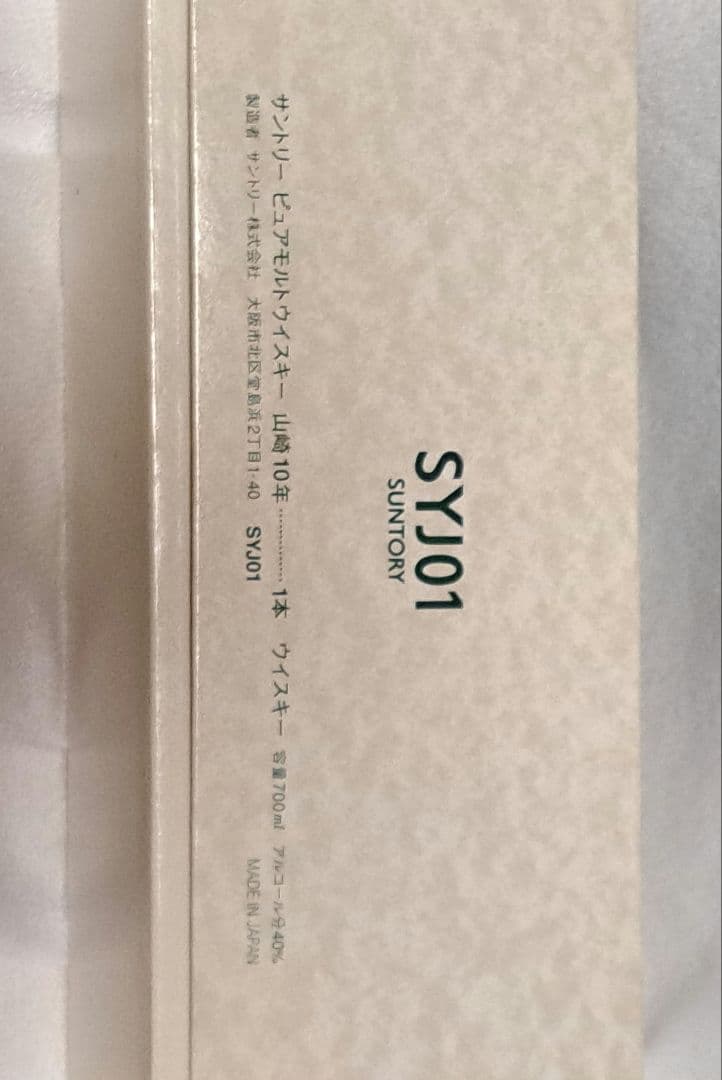 SYJ01
SUNTORY
サントリー ピュアモルトウイスキー 山崎10年 ·············· 1本 ウイスキー 容量700ml アルコール分40%
製造者 サントリー株式会社 大阪市北区堂島浜2丁目1-40 SYJ01 MADE IN JAPAN